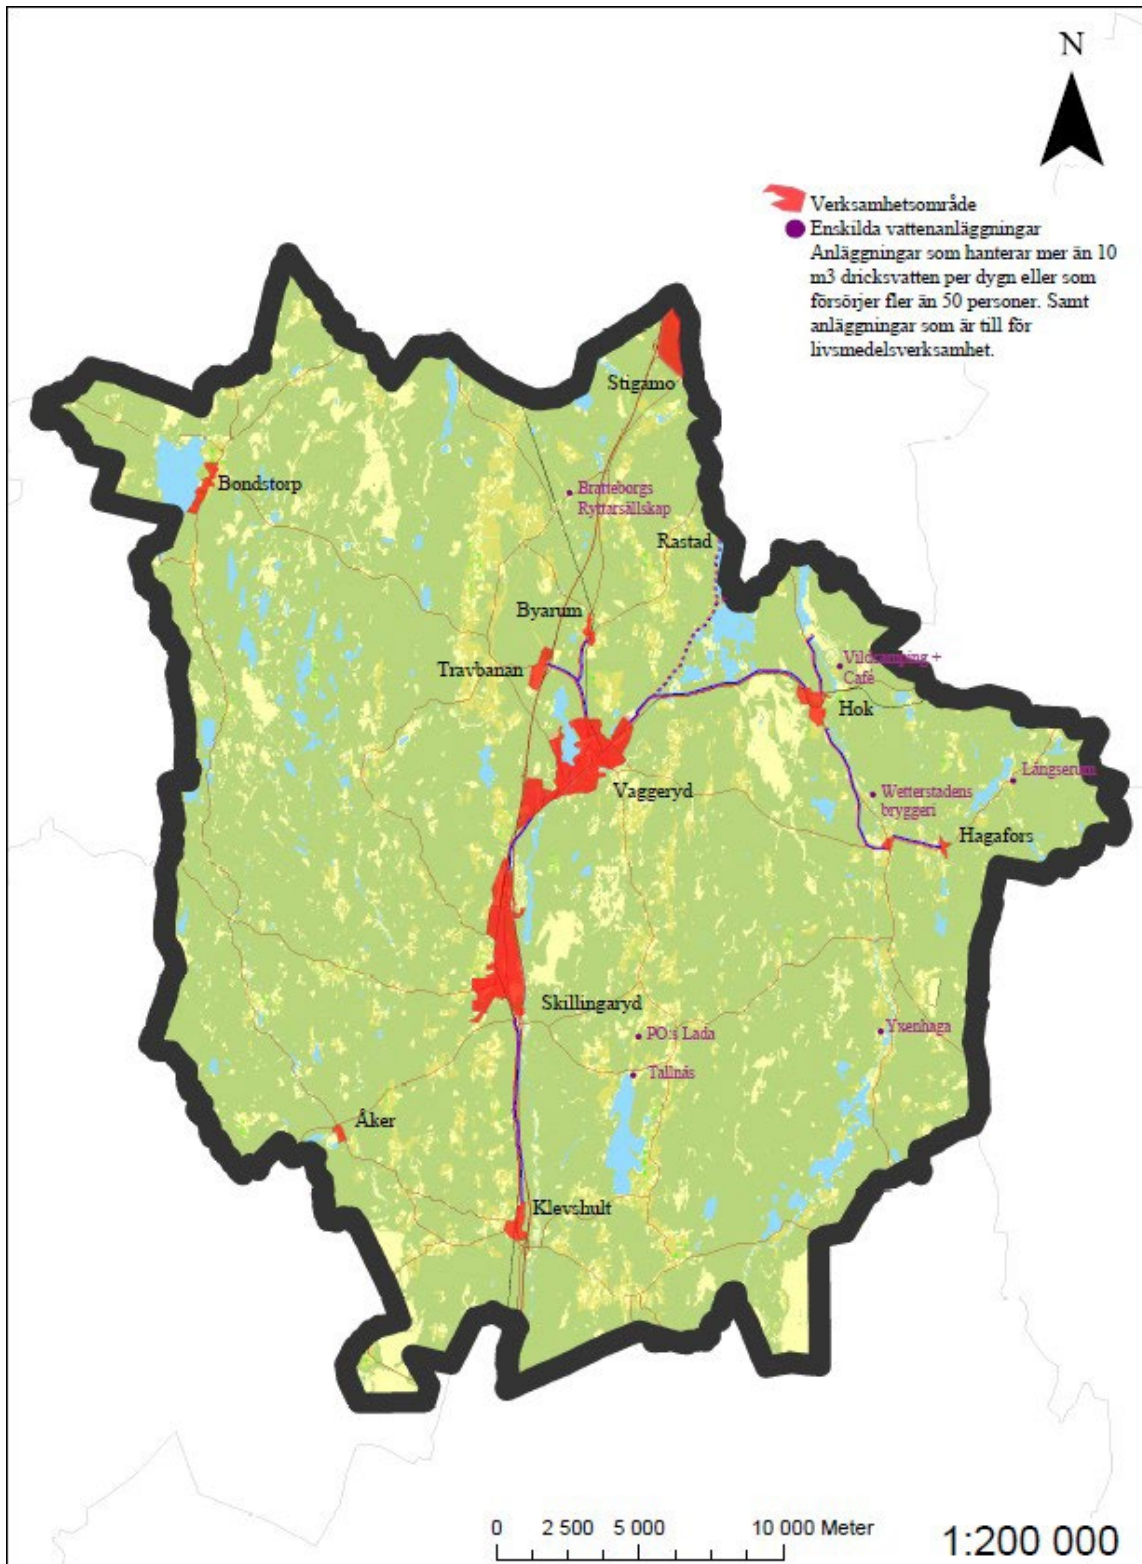 N
Verksamhetsområde
Enskilda vattenanläggningar
Anläggningar som hanterar mer än 10
m3 dricksvatten per dygn eller som
försörjer fler än 50 personer. Samt
anläggningar som är till för
livsmedelsverksamhet.
Stigamo
Bondstorp
Bratteborgs
Ryttarsällskap
Rastad
Byarum
Travbanan
Vildcamping +
Café
Hok
Långserum
Vaggeryd
Wetterstadens
bryggeri
Hagafors
Skillingaryd
PO:s Lada
Yxenhaga
Tallnäs
Åker
Klevshult
0 2 500 5 000 10 000 Meter
1:200 000